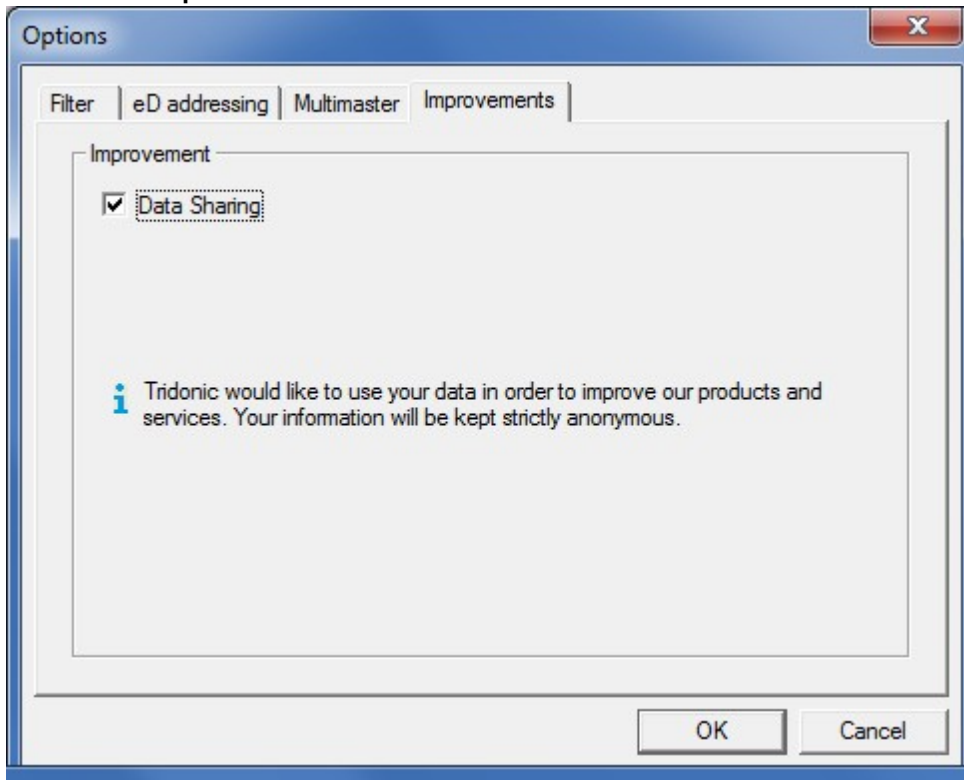 Options
Filter
eD addressing
Multimaster
Improvements
Improvement
Data Sharing
Tridonic would like to use your data in order to improve our products and
services. Your information will be kept strictly anonymous.
OK
Cancel